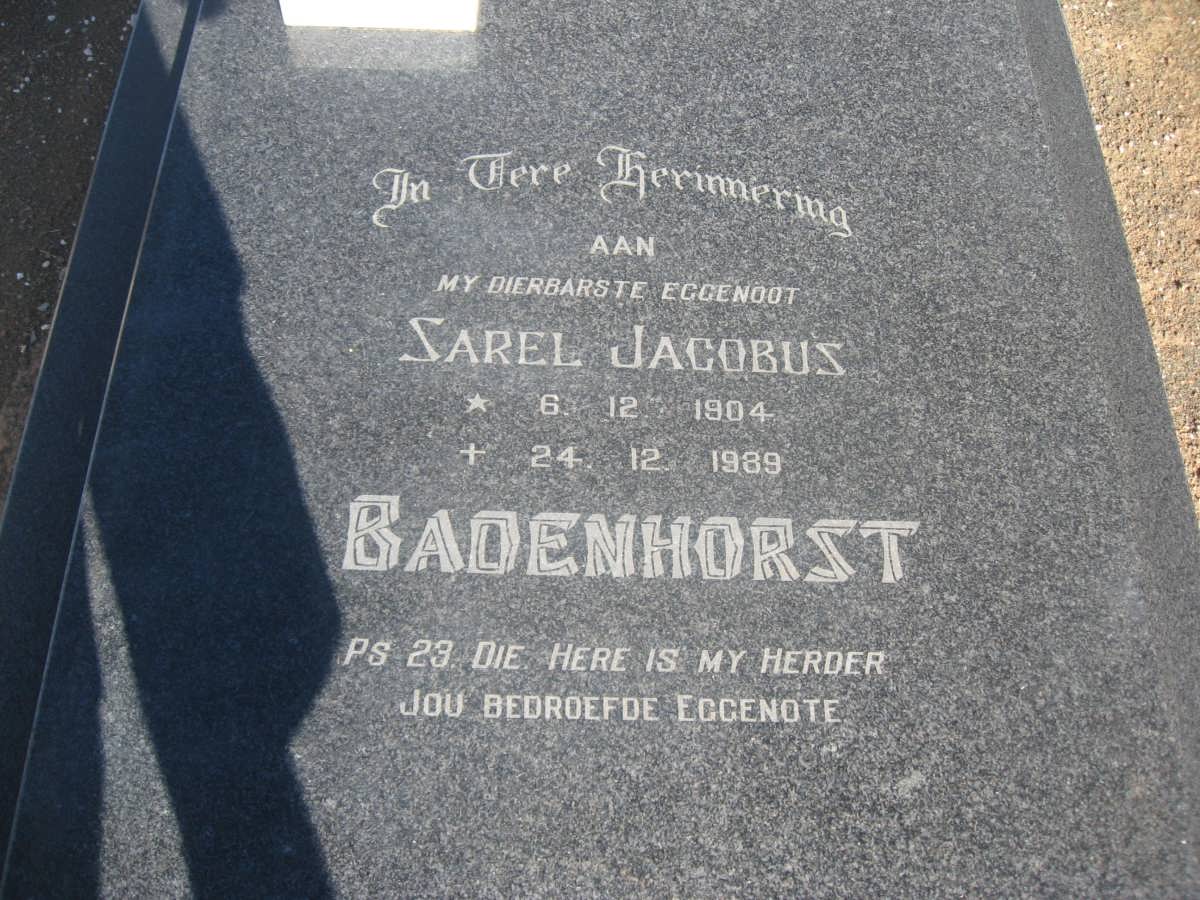 In Tere Herinnering
AAN
MY DIERBARSTE EGGENOOT
SAREL JACOBUS
★ 6. 12. 1904
+ 24. 12. 1989
BADENHORST
PS 23. DIE HERE IS MY HERDER
JOU BEDROEFDE EGGENOTE